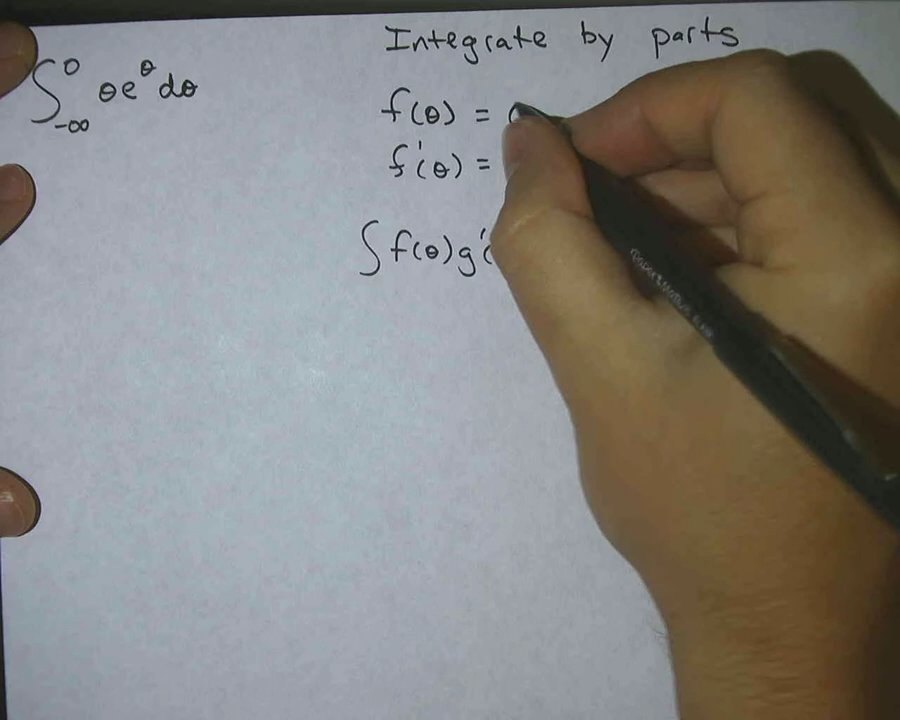 ∫_{-∞}^{0} θe^θ dθ
Integrate by parts
f(θ) =
f'(θ) =
∫ f(θ)g'(